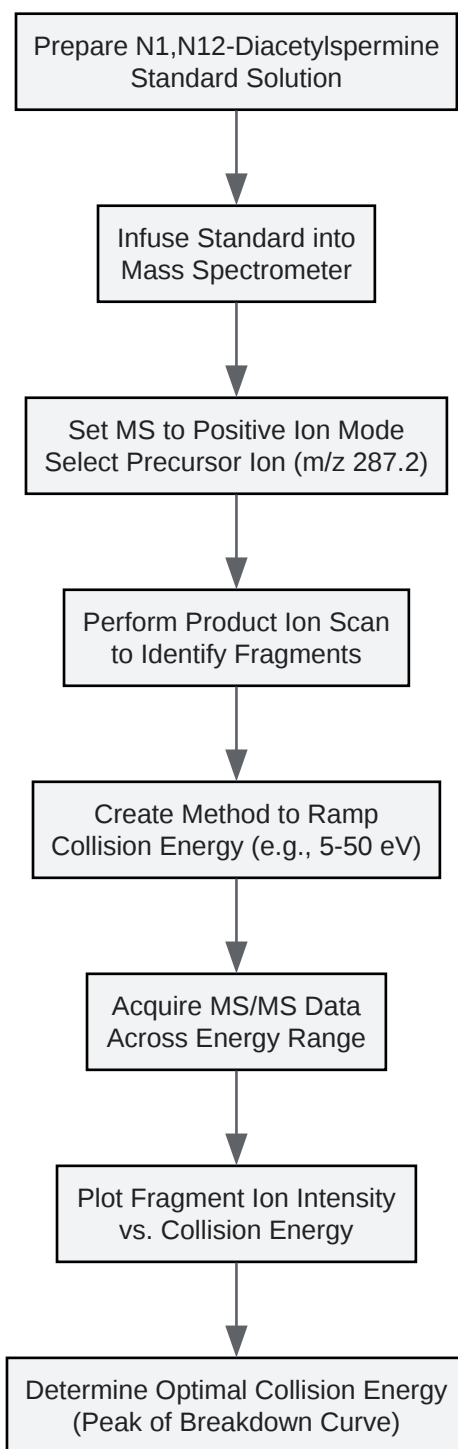 Prepare N1,N12-Diacetylspermine
Standard Solution
Infuse Standard into
Mass Spectrometer
Set MS to Positive Ion Mode
Select Precursor Ion (m/z 287.2)
Perform Product Ion Scan
to Identify Fragments
Create Method to Ramp
Collision Energy (e.g., 5-50 eV)
Acquire MS/MS Data
Across Energy Range
Plot Fragment Ion Intensity
vs. Collision Energy
Determine Optimal Collision Energy
(Peak of Breakdown Curve)